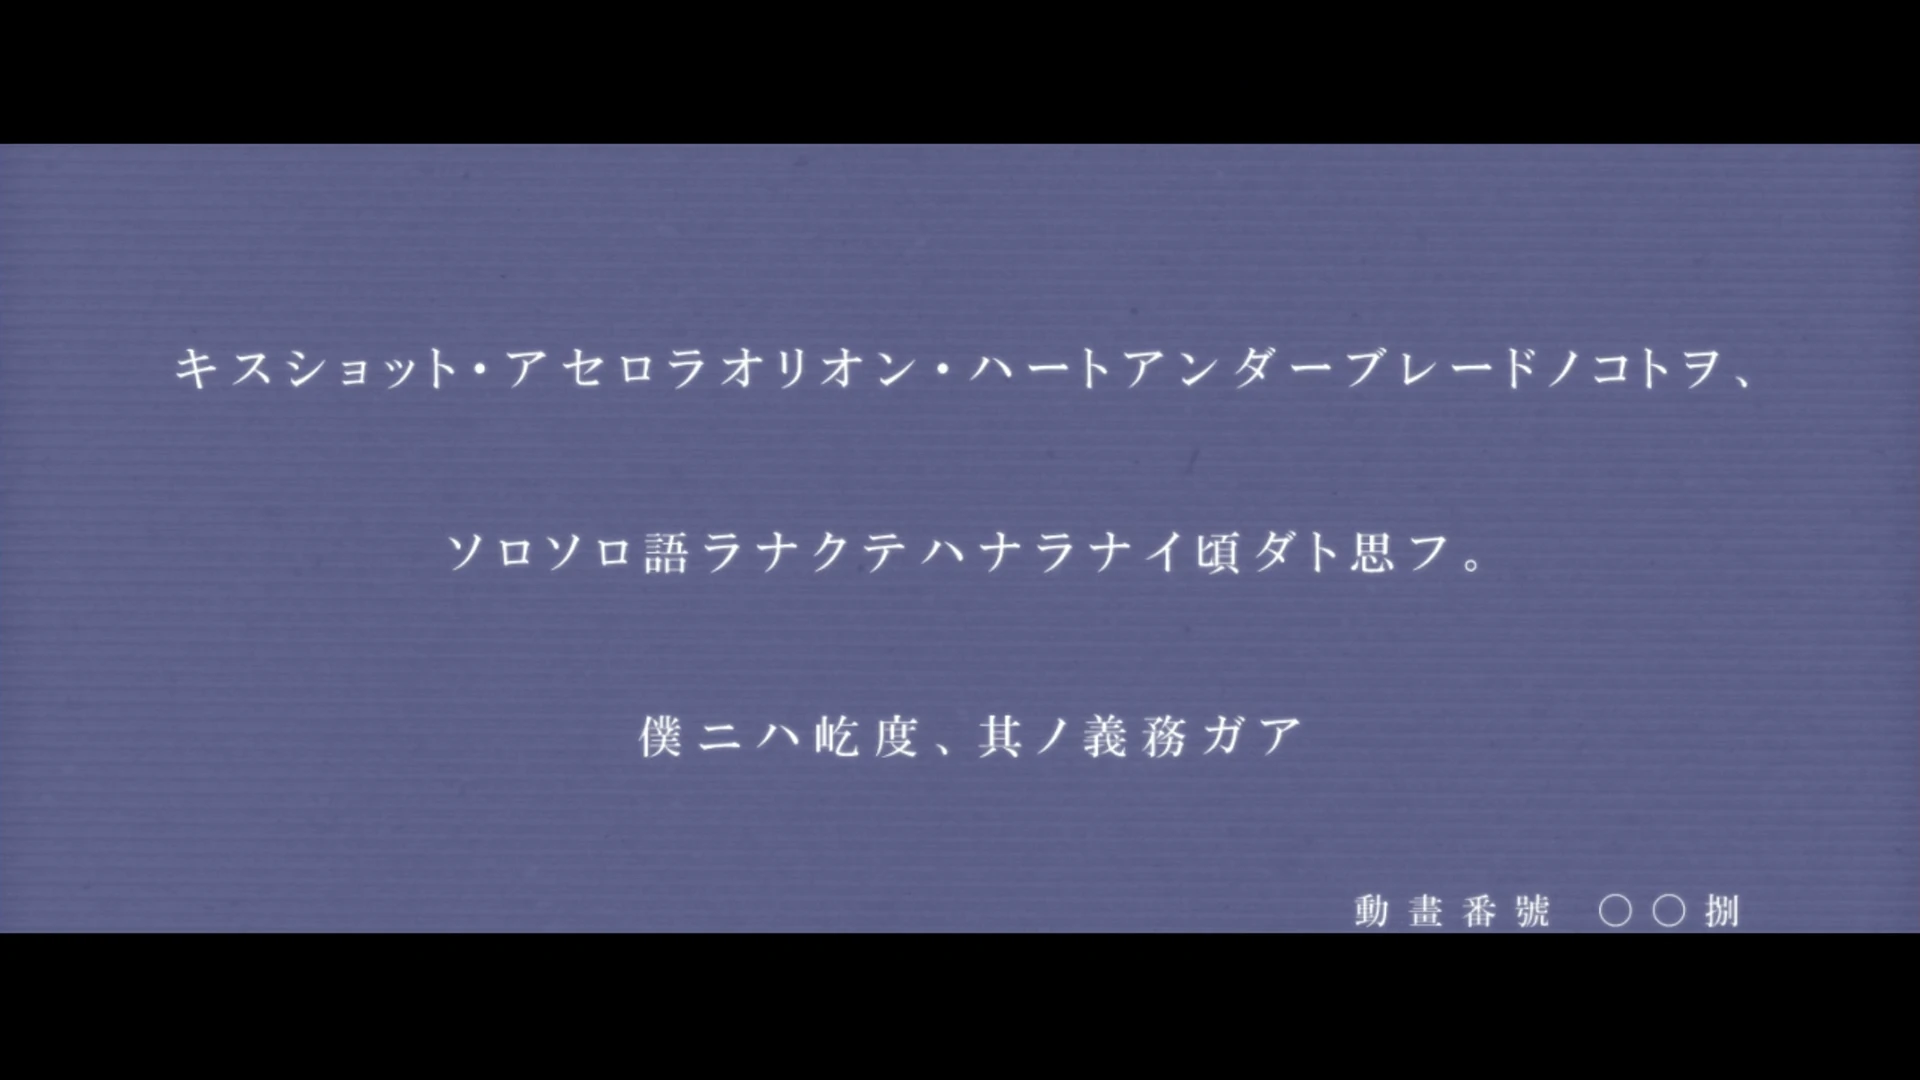 キスショット・アセロラオリオン・ハートアンダーブレードノコトヲ、
ソロソロ語ラナクテハナラナイ頃ダト思フ。
僕ニハ屹度、其ノ義務ガア
動畫番號 〇〇捌